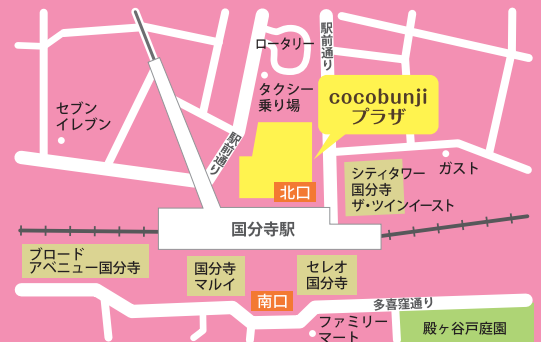 駅前通り
ロータリー
タクシー
乗り場
cocobunji
プラザ
セブン
イレブン
駅前通り
シティタワー
国分寺
ザ・ツインイースト
ガスト
北口
国分寺駅
ブロード
アベニュー国分寺
国分寺
マルイ
セレオ
国分寺
南口
多喜窪通り
ファミリー
マート
殿ヶ谷戸庭園